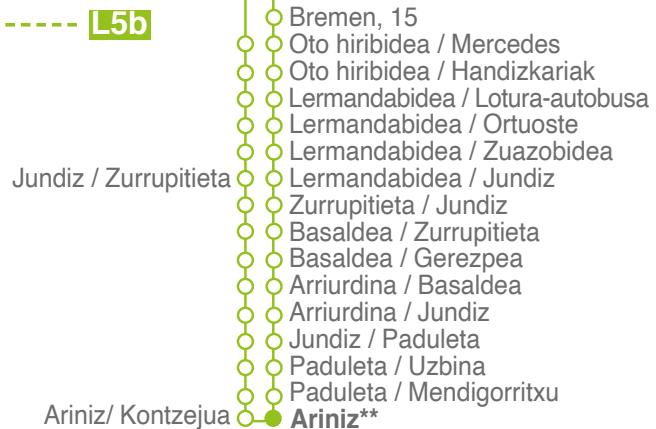 Bremen, 15
L5b
Oto hiribidea / Mercedes
Oto hiribidea / Handizkariak
Lermandabidea / Lotura-autobusa
Lermandabidea / Ortuoste
Lermandabidea / Zuazobidea
Jundiz / Zurrupitieta
Lermandabidea / Jundiz
Zurrupitieta / Jundiz
Basaldea / Zurrupitieta
Basaldea / Gerezpea
Arriurdina / Basaldea
Arriurdina / Jundiz
Jundiz / Paduleta
Paduleta / Uzbina
Paduleta / Mendigorritxu
Ariniz/ Kontzejua
Ariniz**